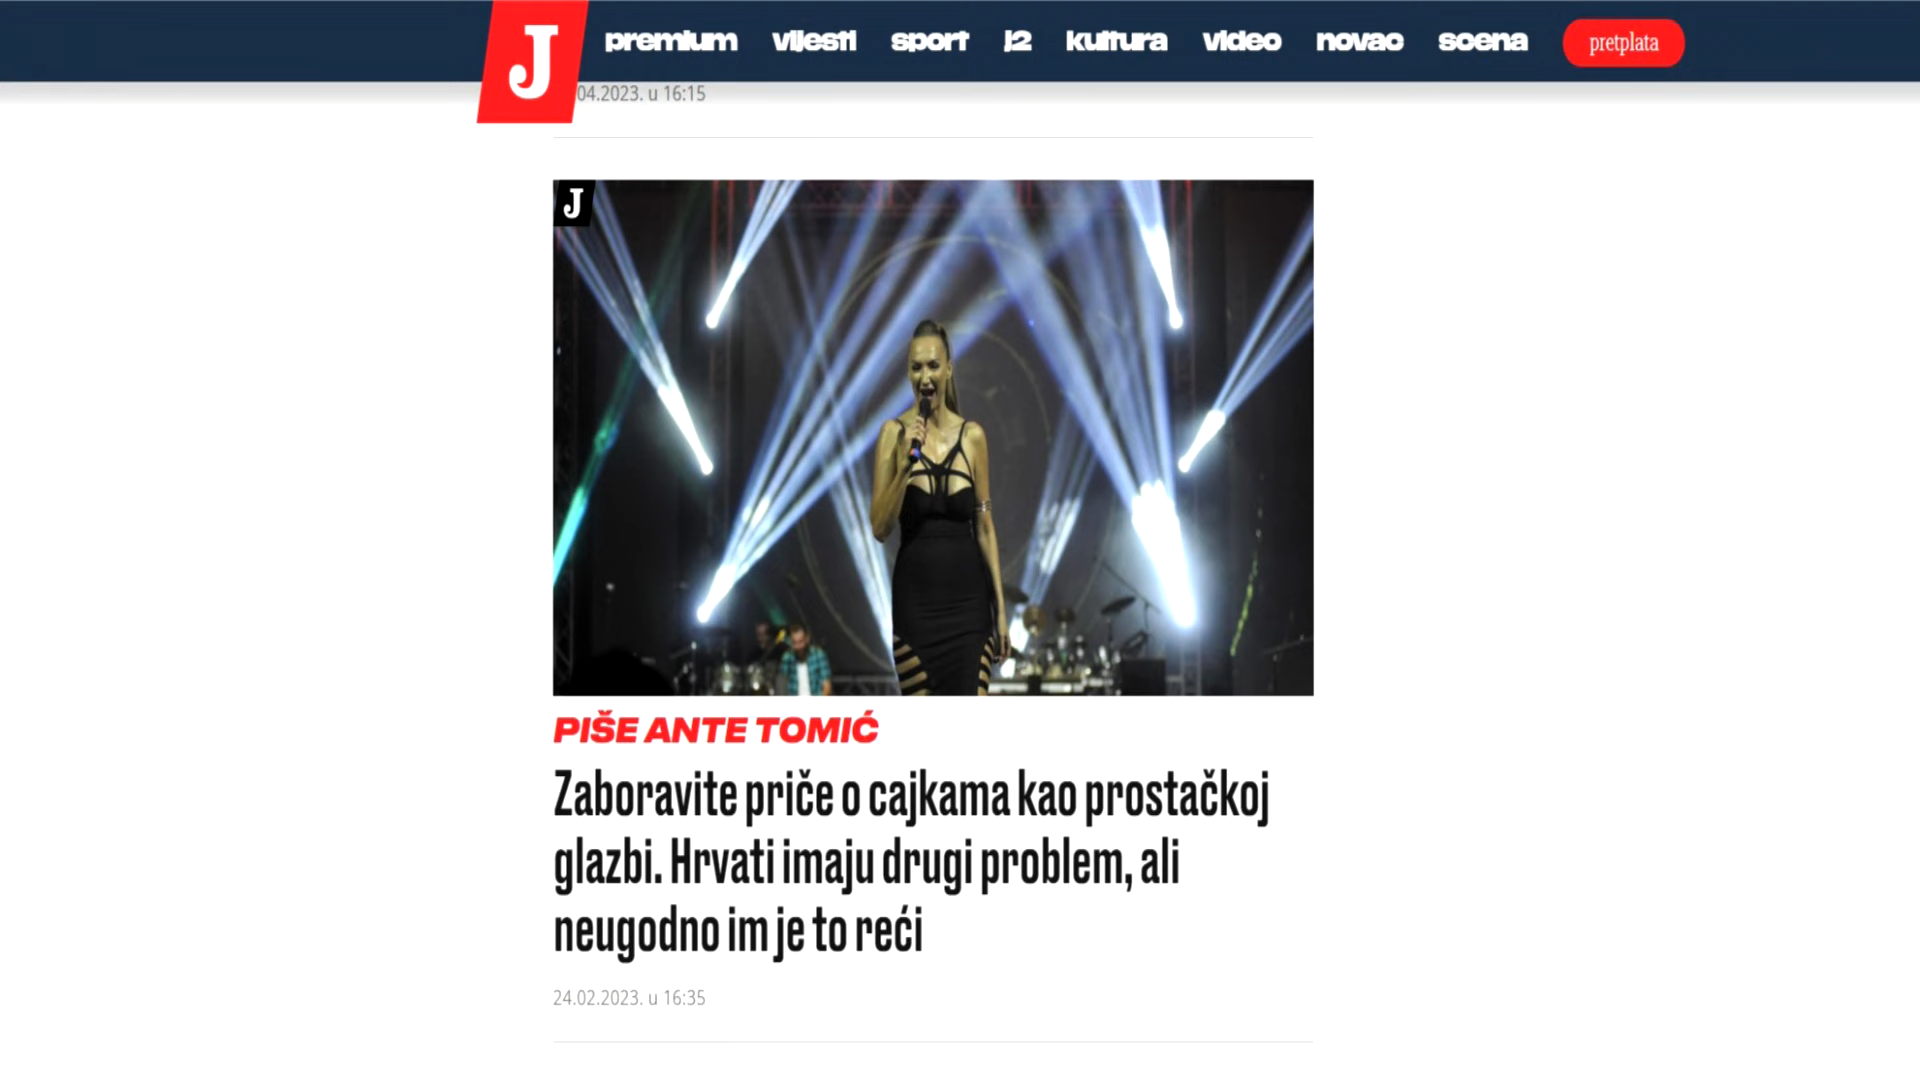 J premium vijesti sport j2 kultura video novac scena pretplata
04.2023. u 16:15
J
PIŠE ANTE TOMIĆ
Zaboravite priče o cajkama kao prostačkoj
glazbi. Hrvati imaju drugi problem, ali
neugodno im je to reći
24.02.2023. u 16:35